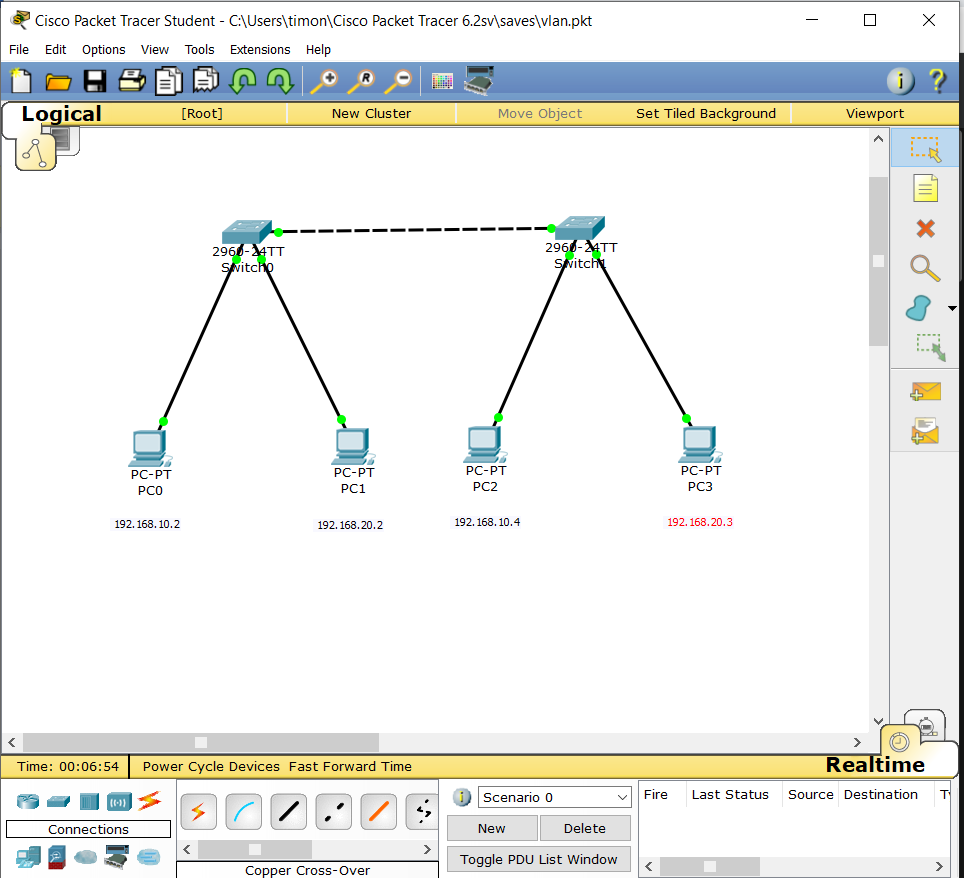 Cisco Packet Tracer Student - C:\Users\timon\Cisco Packet Tracer 6.2sv\saves\vlan.pkt
File Edit Options View Tools Extensions Help
Logical [Root] New Cluster Move Object Set Tiled Background Viewport
2960-24TT
Switch0
2960-24TT
Switch1
PC-PT
PC0
PC-PT
PC1
PC-PT
PC2
PC-PT
PC3
192.168.10.2
192.168.20.2
192.168.10.4
192.168.20.3
Time: 00:06:54 Power Cycle Devices Fast Forward Time
Realtime
Connections
Copper Cross-Over
Scenario 0
New Delete
Toggle PDU List Window
Fire Last Status Source Destination